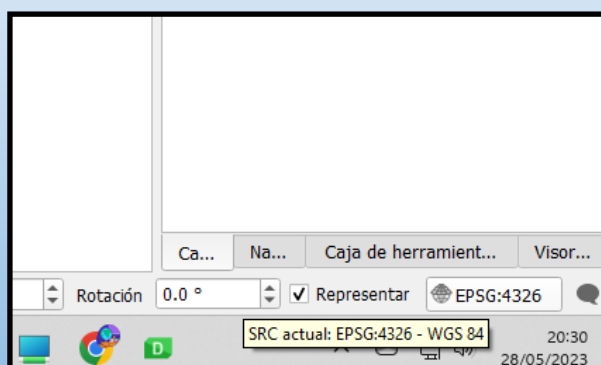 Ca... Na... Caja de herramient... Visor...
Rotación 0.0 ° Representar EPSG:4326
SRC actual: EPSG:4326 - WGS 84
D 20:30
28/05/2023